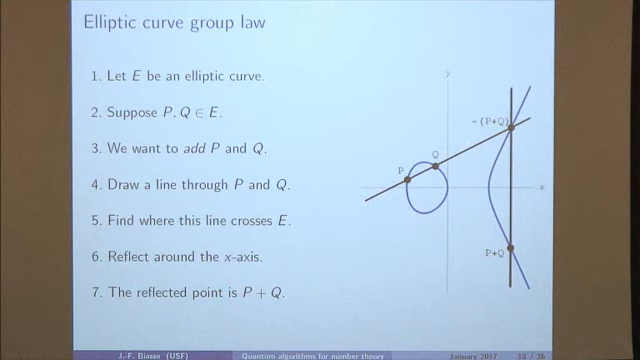 Elliptic curve group law
1. Let E be an elliptic curve.
2. Suppose P, Q ∈ E.
3. We want to add P and Q.
4. Draw a line through P and Q.
5. Find where this line crosses E.
6. Reflect around the x-axis.
7. The reflected point is P + Q.
y
-(P+Q)
Q
P
x
P+Q
J.-F. Biasse (USF)
Quantum algorithms for number theory
January 2017
18 / 36